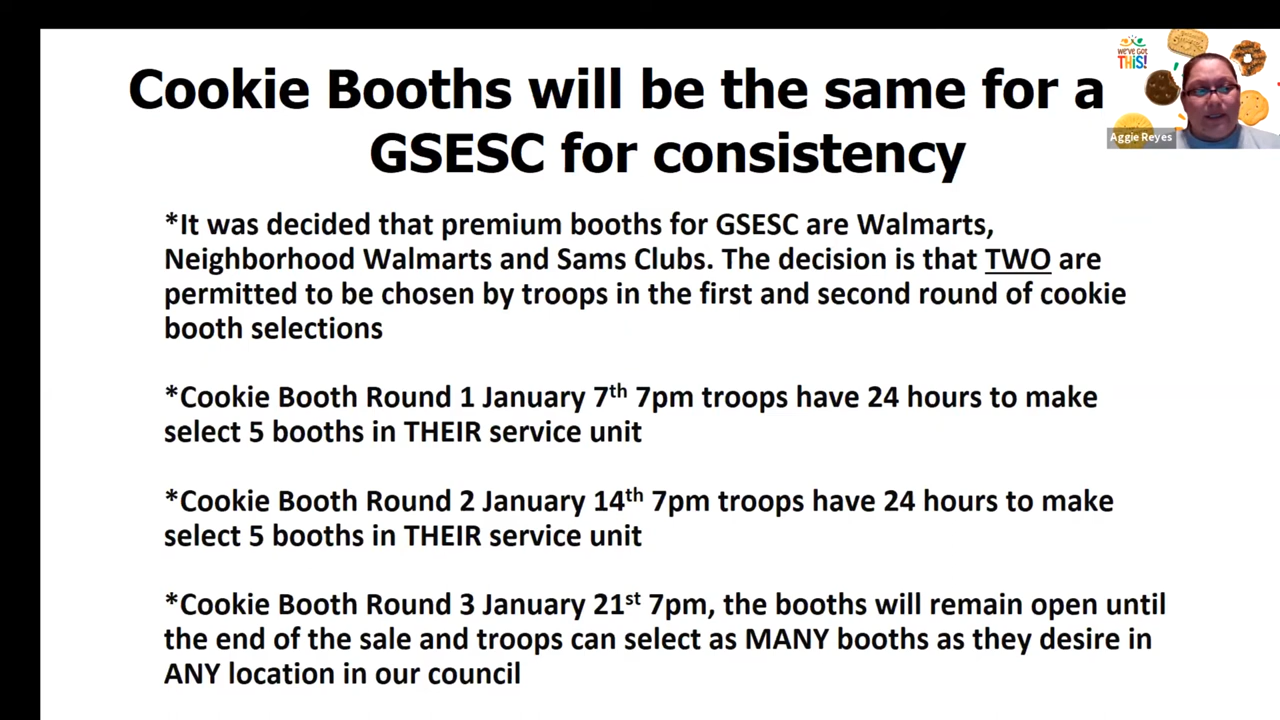 Cookie Booths will be the same for a
GSESC for consistency
*It was decided that premium booths for GSESC are Walmarts,
Neighborhood Walmarts and Sams Clubs. The decision is that TWO are
permitted to be chosen by troops in the first and second round of cookie
booth selections
*Cookie Booth Round 1 January 7th 7pm troops have 24 hours to make
select 5 booths in THEIR service unit
*Cookie Booth Round 2 January 14th 7pm troops have 24 hours to make
select 5 booths in THEIR service unit
*Cookie Booth Round 3 January 21st 7pm, the booths will remain open until
the end of the sale and troops can select as MANY booths as they desire in
ANY location in our council
WE'VE GOT
THiS!
Aggie Reyes